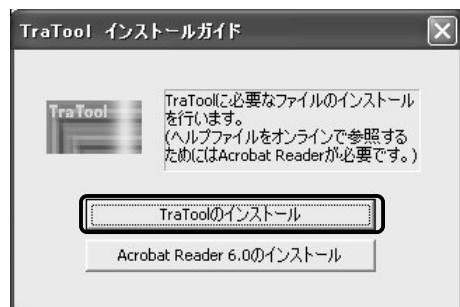 TraTool インストールガイド
TraTool
TraToolに必要なファイルのインストール
を行います。
(ヘルプファイルをオンラインで参照する
ためにはAcrobat Readerが必要です。)
TraToolのインストール
Acrobat Reader 6.0のインストール